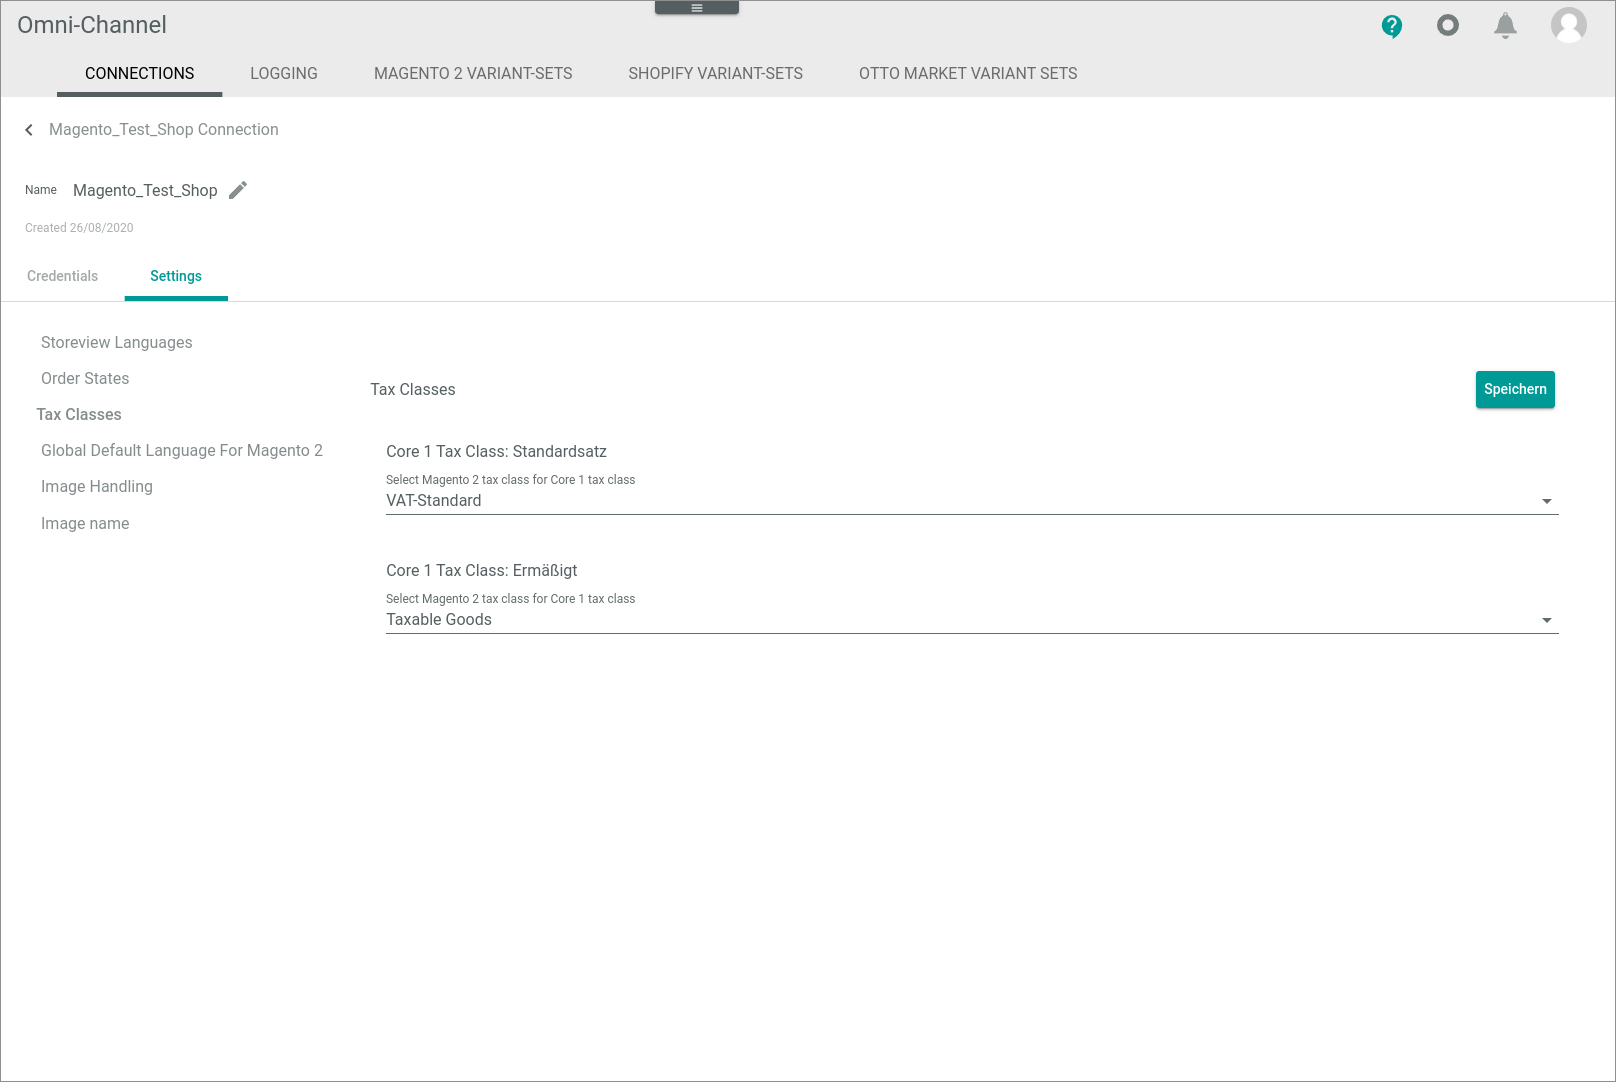 Omni-Channel
CONNECTIONS
LOGGING
MAGENTO 2 VARIANT-SETS
SHOPIFY VARIANT-SETS
OTTO MARKET VARIANT SETS
Magento_Test_Shop Connection
Name
Magento_Test_Shop
Created 26/08/2020
Credentials
Settings
Storeview Languages
Order States
Tax Classes
Global Default Language For Magento 2
Image Handling
Image name
Tax Classes
Speichern
Core 1 Tax Class: Standardsatz
Select Magento 2 tax class for Core 1 tax class
VAT-Standard
Core 1 Tax Class: Ermäßigt
Select Magento 2 tax class for Core 1 tax class
Taxable Goods